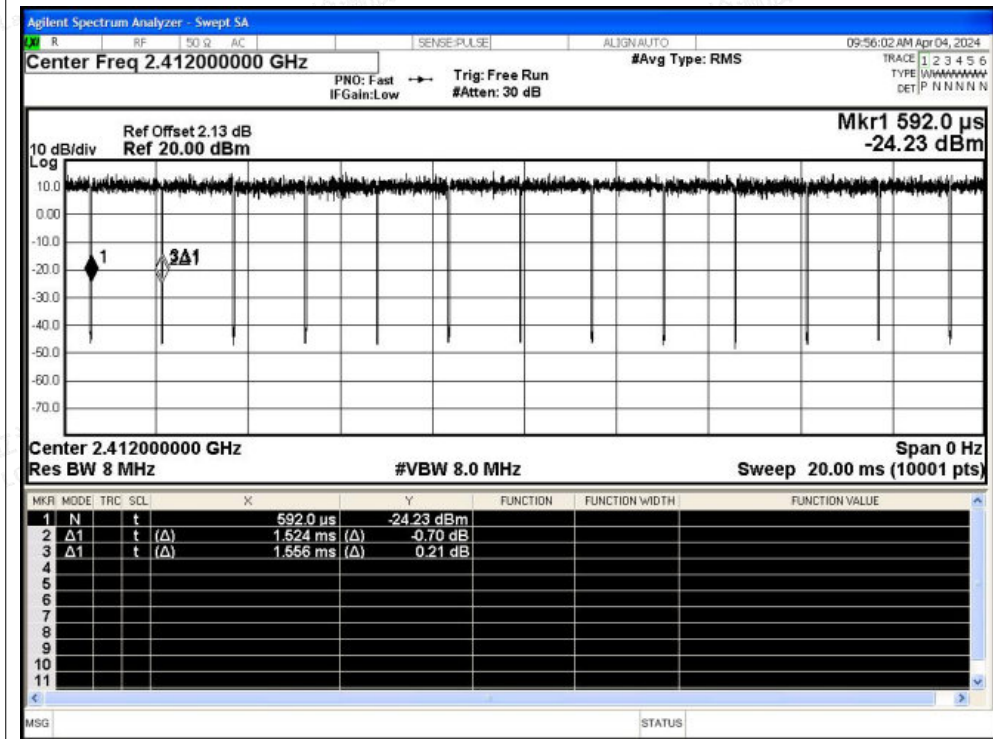 Agilent Spectrum Analyzer - Swept SA
LXI R RF 50 Ω AC SENSE:PULSE ALIGN AUTO 09:56:02 AM Apr 04, 2024
Center Freq 2.412000000 GHz #Avg Type: RMS TRACE 1 2 3 4 5 6
PNO: Fast Trig: Free Run TYPE WWWWWW
IFGain:Low #Atten: 30 dB DET P N N N N N
Mkr1 592.0 µs
Ref Offset 2.13 dB
10 dB/div Ref 20.00 dBm -24.23 dBm
Log
10.0
0.00
-10.0
1 3Δ1
-20.0
-30.0
-40.0
-50.0
-60.0
-70.0
Center 2.412000000 GHz Span 0 Hz
Res BW 8 MHz #VBW 8.0 MHz Sweep 20.00 ms (10001 pts)
MKR MODE TRC SCL X Y FUNCTION FUNCTION WIDTH FUNCTION VALUE
1 N t 592.0 µs -24.23 dBm
2 Δ1 t (Δ) 1.524 ms (Δ) -0.70 dB
3 Δ1 t (Δ) 1.556 ms (Δ) 0.21 dB
4
5
6
7
8
9
10
11
MSG STATUS